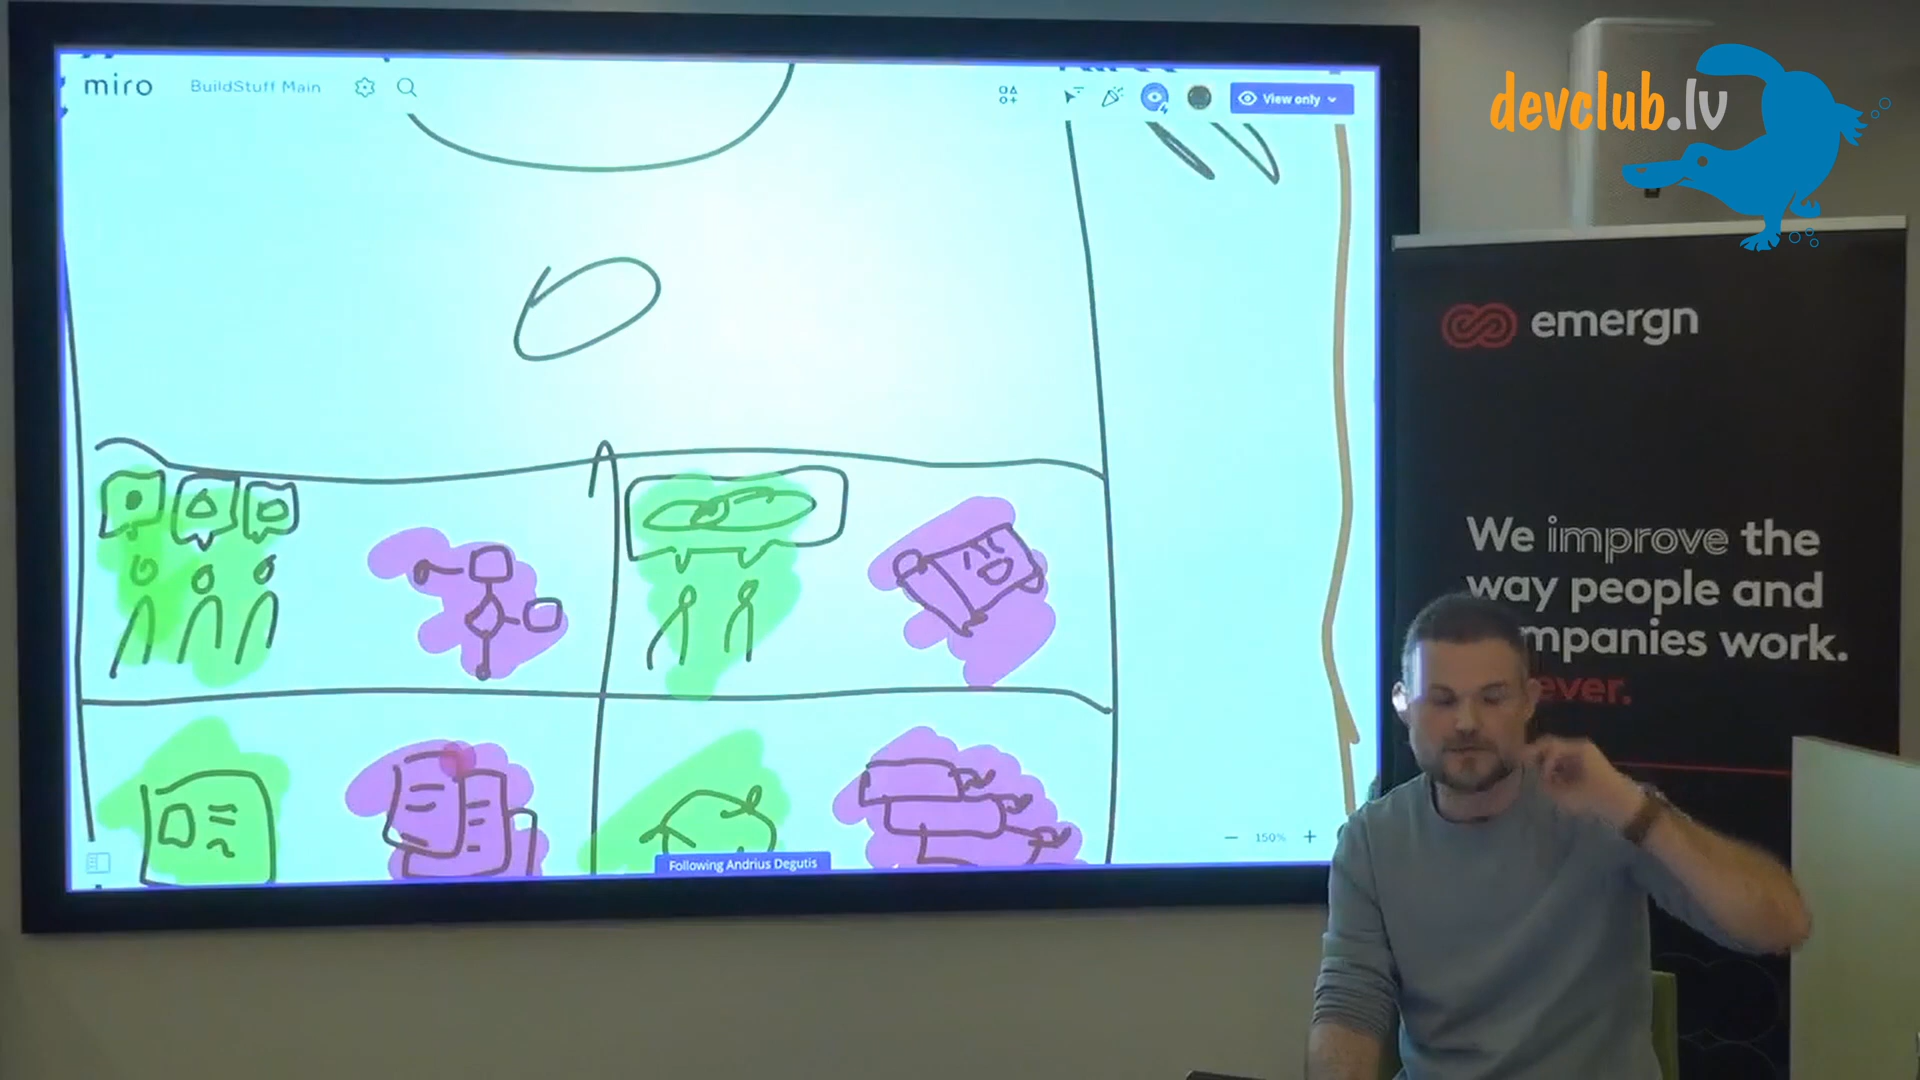 miro
BuildStuff Main
View only
150%
Following Andrius Degutis
devclub.lv
emergn
We improve the
way people and
mpanies work.
ever.